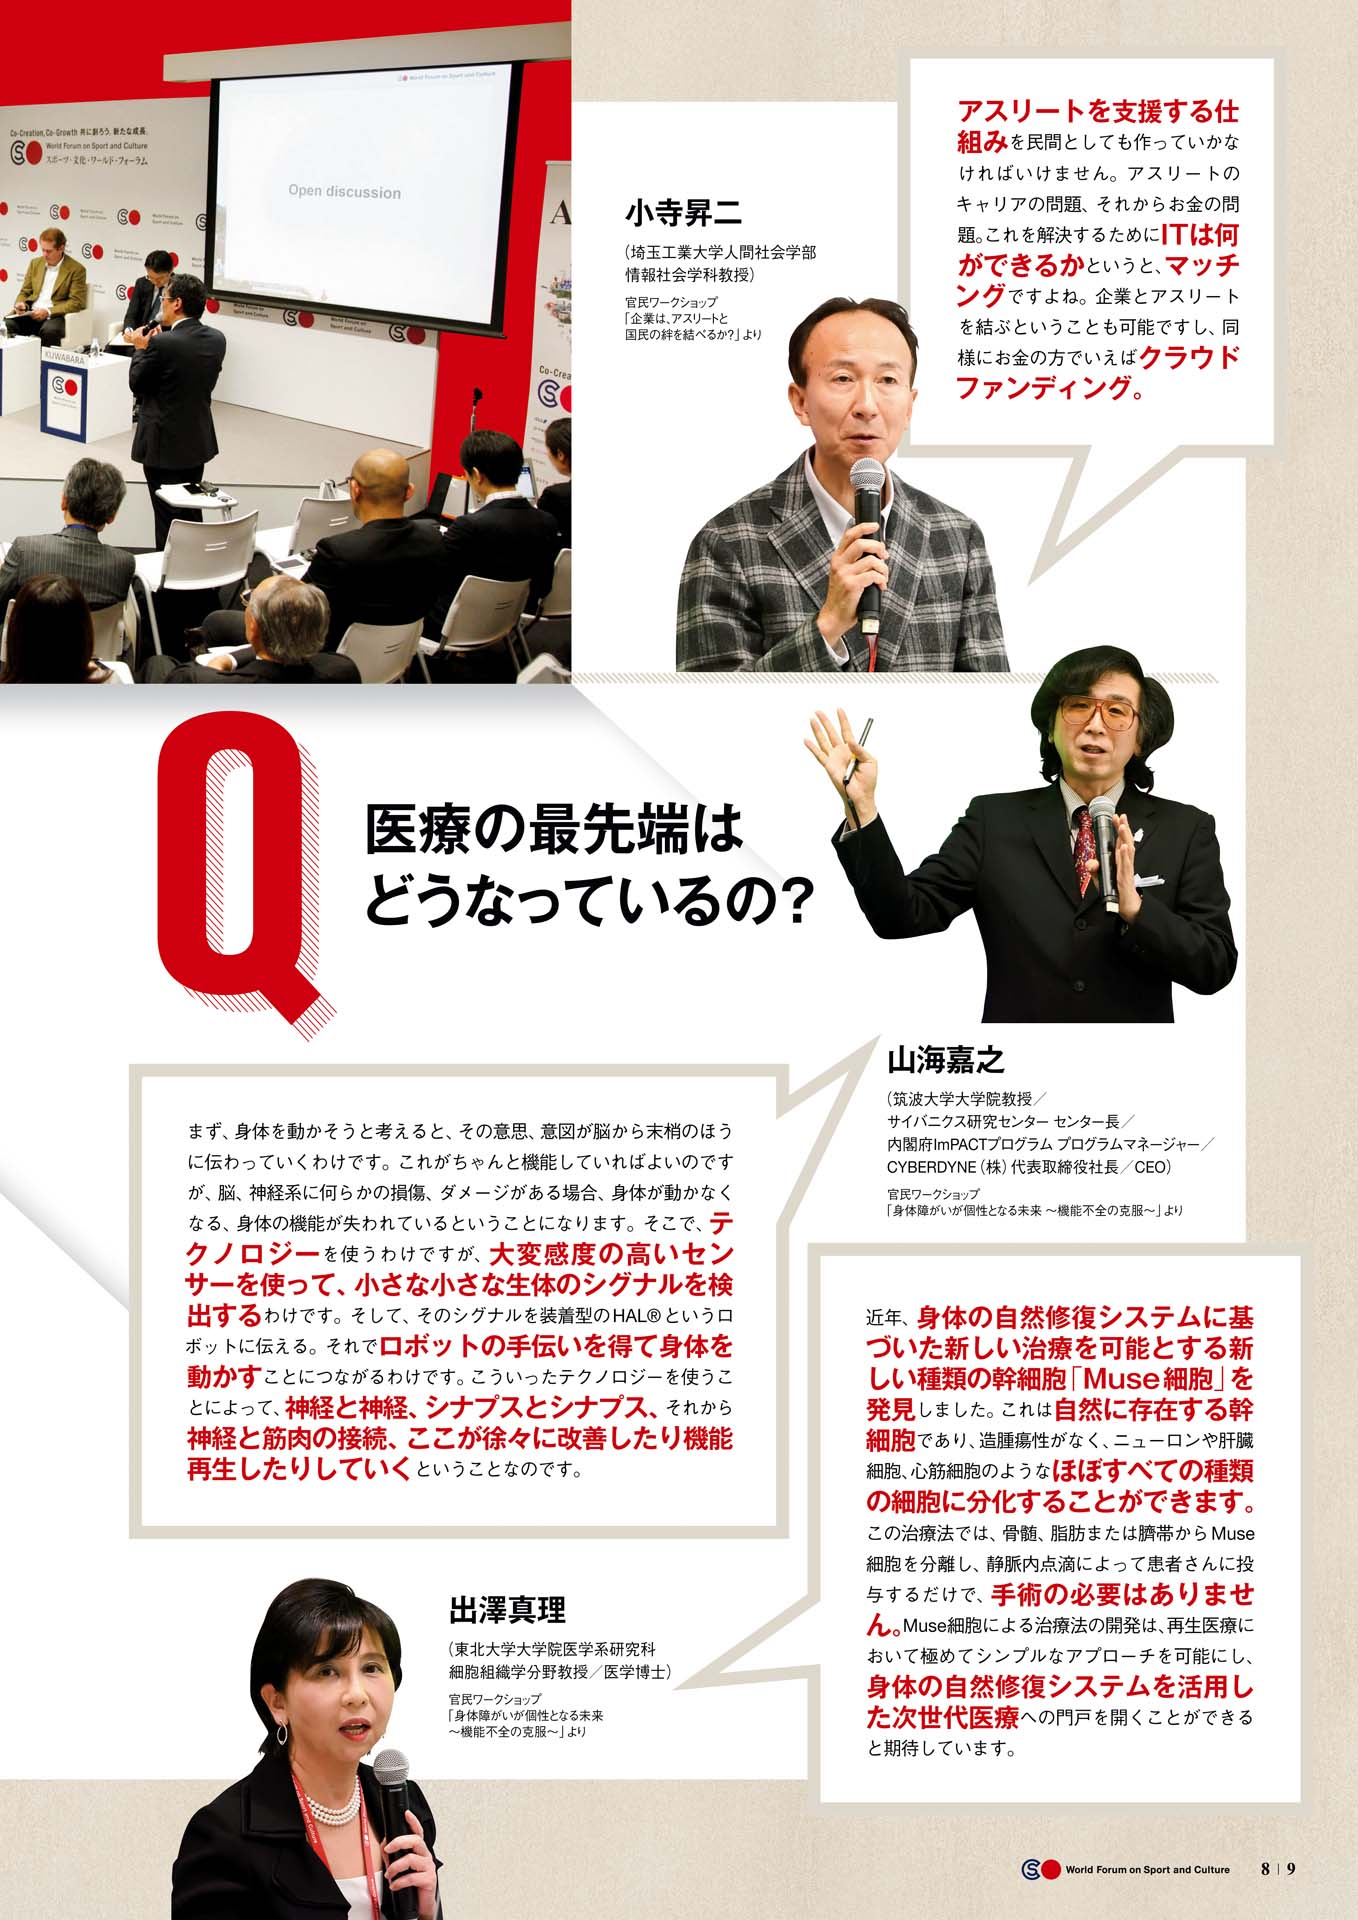 World Forum on Sport and Culture
Co-Creation, Co-Growth 共に創ろう、新たな成長。
World Forum on Sport and Culture
スポーツ・文化・ワールド・フォーラム
Open discussion
KUWABARA
アスリートを支援する仕
組みを民間としても作っていかな
ければいけません。アスリートの
キャリアの問題、それからお金の問
題。これを解決するためにITは何
ができるかというと、マッチ
ングですよね。企業とアスリート
を結ぶということも可能ですし、同
様にお金の方でいえばクラウド
ファンディング。
小寺昇二
（埼玉工業大学人間社会学部
情報社会学科教授）
官民ワークショップ
「企業は、アスリートと
国民の絆を結べるか?」より
Q
医療の最先端は
どうなっているの?
山海嘉之
（筑波大学大学院教授／
サイバニクス研究センター センター長／
内閣府ImPACTプログラム プログラムマネージャー／
CYBERDYNE（株）代表取締役社長／CEO）
官民ワークショップ
「身体障がいが個性となる未来 〜機能不全の克服〜」より
まず、身体を動かそうと考えると、その意思、意図が脳から末梢のほう
に伝わっていくわけです。これがちゃんと機能していればよいのです
が、脳、神経系に何らかの損傷、ダメージがある場合、身体が動かなく
なる、身体の機能が失われているということになります。そこで、テ
クノロジーを使うわけですが、大変感度の高いセン
サーを使って、小さな小さな生体のシグナルを検
出するわけです。そして、そのシグナルを装着型のHAL®というロ
ボットに伝える。それでロボットの手伝いを得て身体を
動かすことにつながるわけです。こういったテクノロジーを使うこ
とによって、神経と神経、シナプスとシナプス、それから
神経と筋肉の接続、ここが徐々に改善したり機能
再生したりしていくということなのです。
近年、身体の自然修復システムに基
づいた新しい治療を可能とする新
しい種類の幹細胞「Muse細胞」を
発見しました。これは自然に存在する幹
細胞であり、造腫瘍性がなく、ニューロンや肝臓
細胞、心筋細胞のようなほぼすべての種類
の細胞に分化することができます。
この治療法では、骨髄、脂肪または臍帯からMuse
細胞を分離し、静脈内点滴によって患者さんに投
与するだけで、手術の必要はありませ
ん。Muse細胞による治療法の開発は、再生医療に
おいて極めてシンプルなアプローチを可能にし、
身体の自然修復システムを活用し
た次世代医療への門戸を開くことができる
と期待しています。
出澤真理
（東北大学大学院医学系研究科
細胞組織学分野教授／医学博士）
官民ワークショップ
「身体障がいが個性となる未来
〜機能不全の克服〜」より
World Forum on Sport and Culture 8 | 9